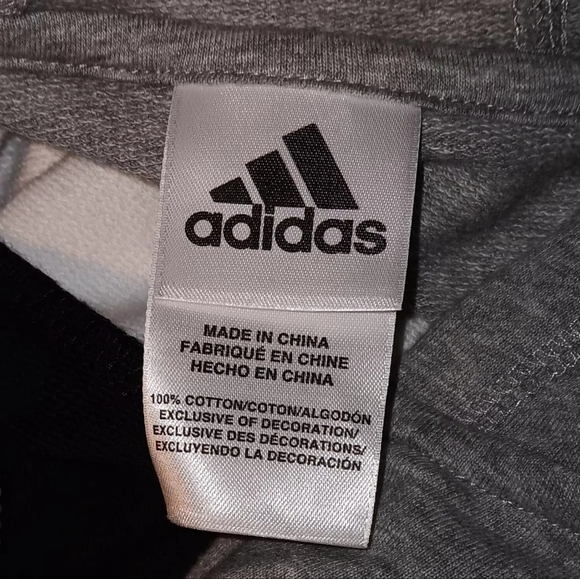 adidas
MADE IN CHINA
FABRIQUÉ EN CHINE
HECHO EN CHINA
100% COTTON/COTON/ALGODÓN
EXCLUSIVE OF DECORATION/
EXCLUSIVE DES DÉCORATIONS/
EXCLUYENDO LA DECORACIÓN